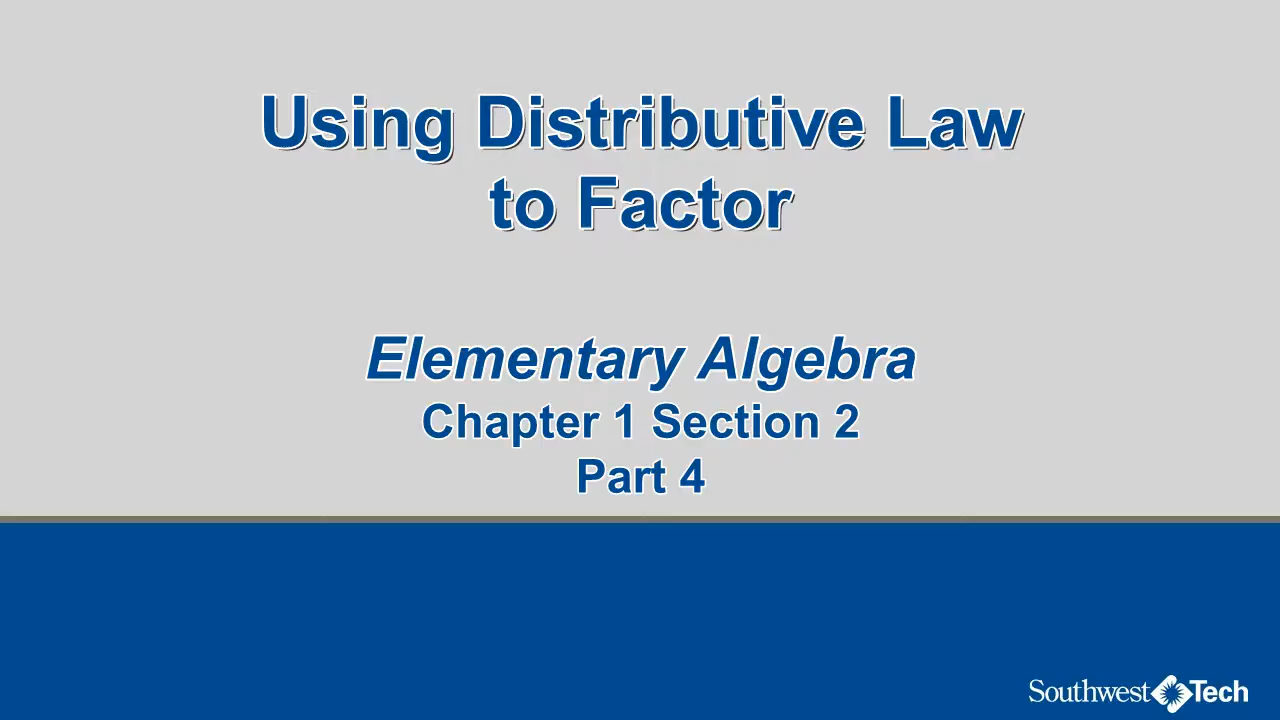 Using Distributive Law
to Factor
Elementary Algebra
Chapter 1 Section 2
Part 4
Southwest Tech